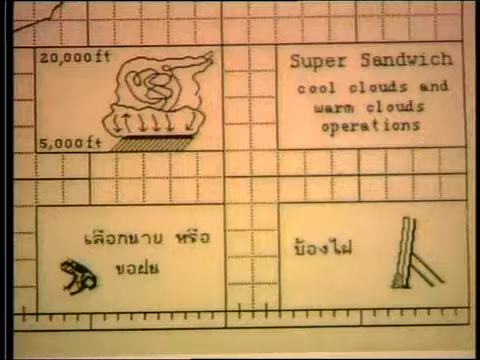 20,000ft
5,000ft
Super Sandwich
cool clouds and
warm clouds
operations
เลือกนาบ หรือ
ขอฝน
บ้องไฟ